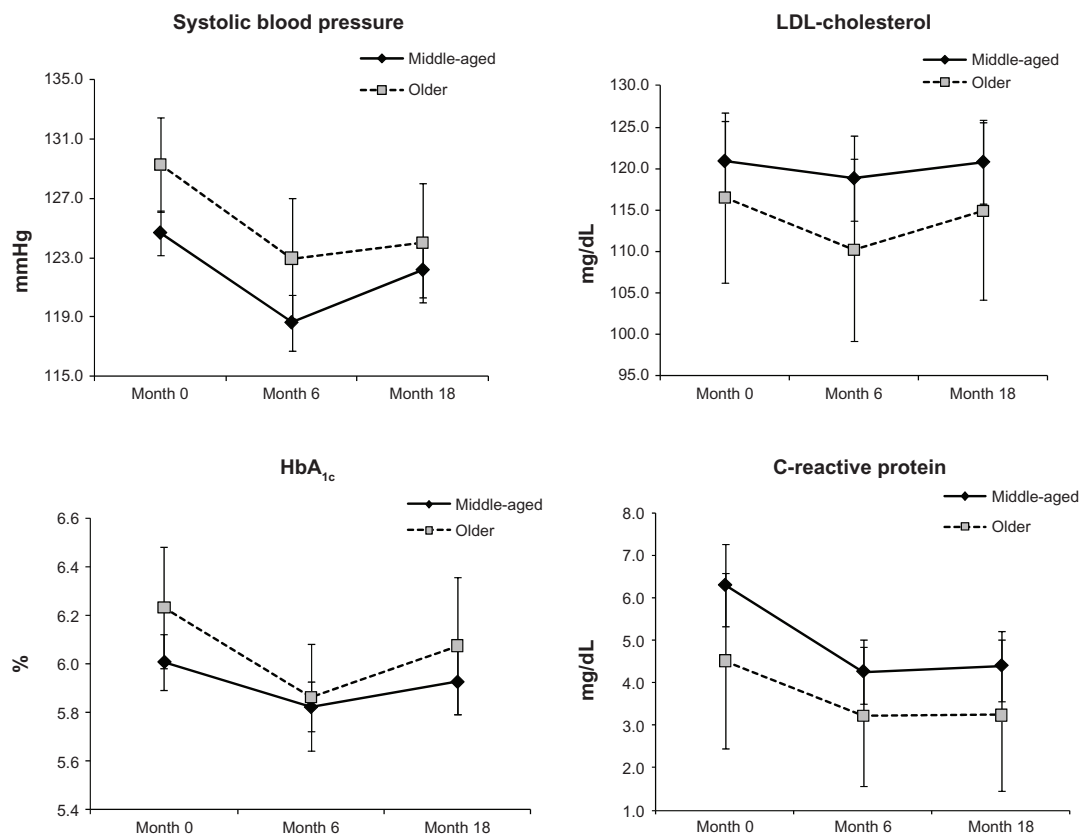 Systolic blood pressure
Middle-aged
Older
mmHg
135.0
131.0
127.0
123.0
119.0
115.0
Month 0 Month 6 Month 18
LDL-cholesterol
Middle-aged
Older
mg/dL
130.0
125.0
120.0
115.0
110.0
105.0
100.0
95.0
Month 0 Month 6 Month 18
HbA1c
Middle-aged
Older
%
6.6
6.4
6.2
6.0
5.8
5.6
5.4
Month 0 Month 6 Month 18
C-reactive protein
Middle-aged
Older
mg/dL
8.0
7.0
6.0
5.0
4.0
3.0
2.0
1.0
Month 0 Month 6 Month 18